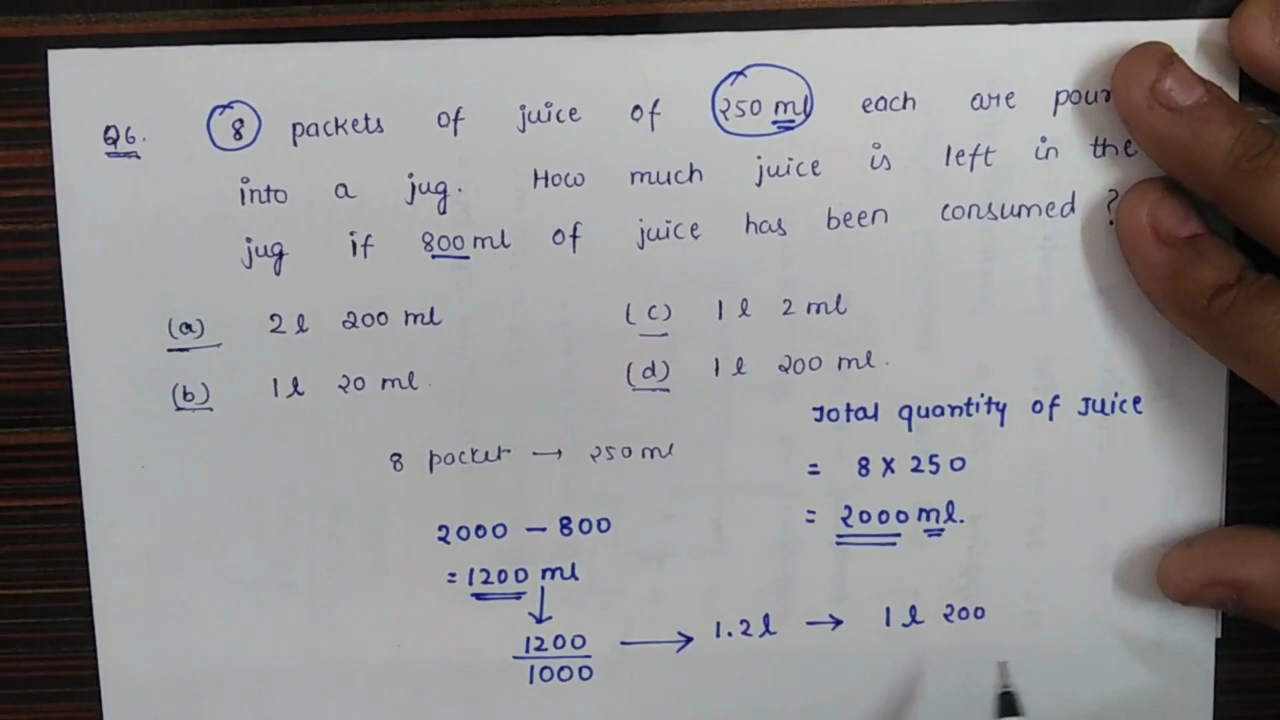 Q6. 8 packets of juice of 250 ml each are pour
into a jug. How much juice is left in the
jug if 800 ml of juice has been consumed ?
(a) 2 l 200 ml
(b) 1 l 20 ml.
(c) 1 l 2 ml
(d) 1 l 200 ml.
8 packet → 250 ml
Total quantity of Juice
= 8 X 250
= 2000 ml.
2000 - 800
= 1200 ml
↓
1200
1000
→ 1.2 l → 1 l 200